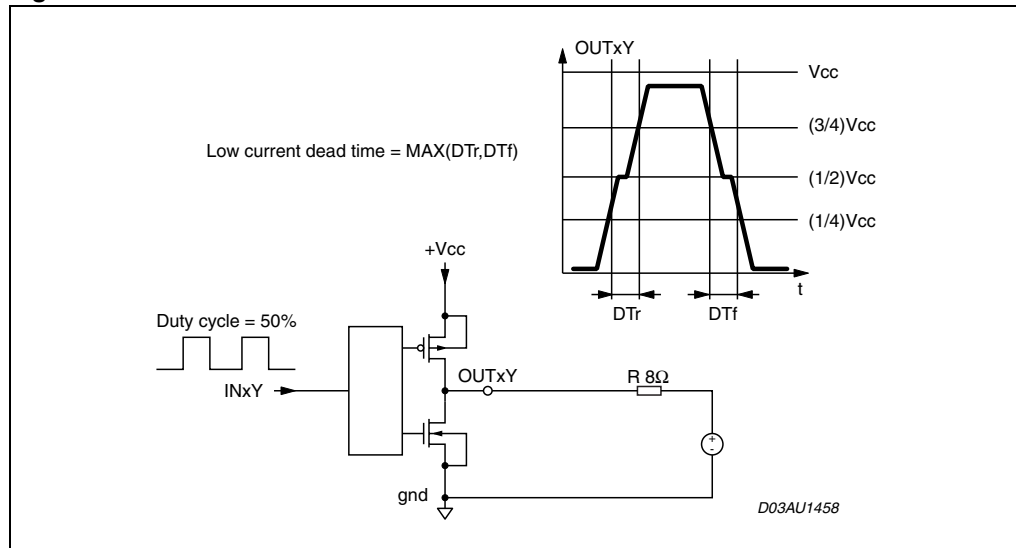 OUTxY
Vcc
(3/4)Vcc
Low current dead time = MAX(DTr,DTf)
(1/2)Vcc
(1/4)Vcc
+Vcc
t
DTr
DTf
Duty cycle = 50%
OUTxY
R 8Ω
INxY
+
-
gnd
D03AU1458